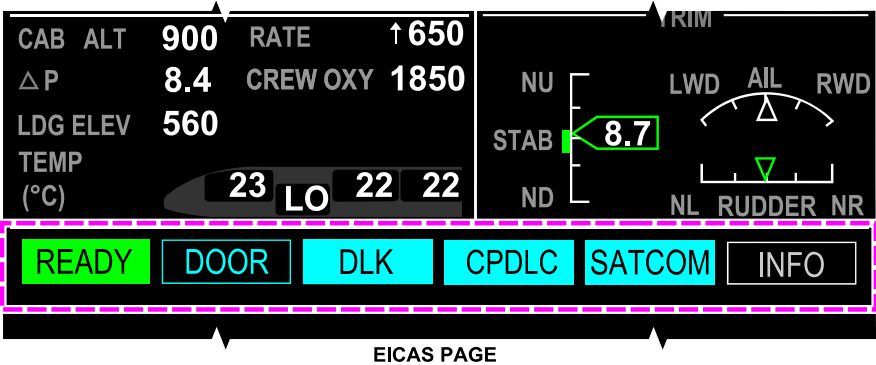 CAB ALT 900 RATE ↑650
△P 8.4 CREW OXY 1850
LDG ELEV 560
TEMP
(°C) 23 LO 22 22
TRIM
LWD AIL RWD
NU
STAB 8.7
ND
NL RUDDER NR
READY DOOR DLK CPDLC SATCOM INFO
EICAS PAGE